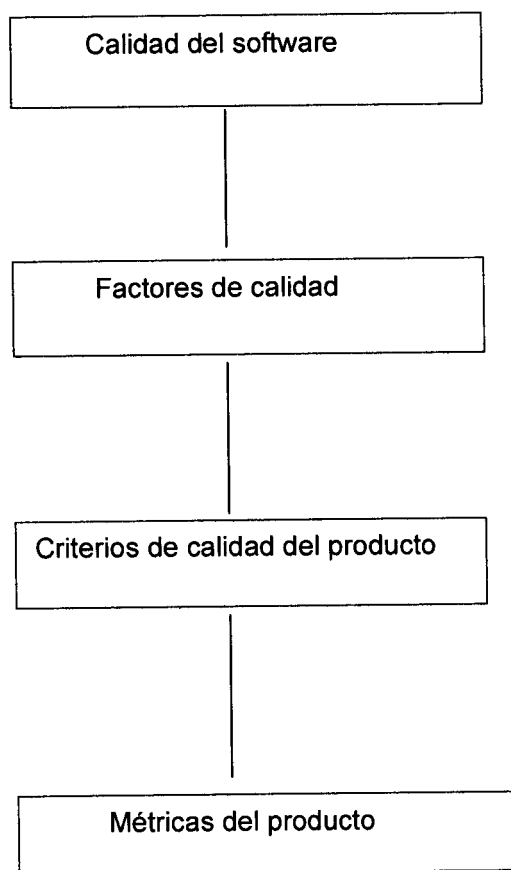 Calidad del software
Factores de calidad
Criterios de calidad del producto
Métricas del producto